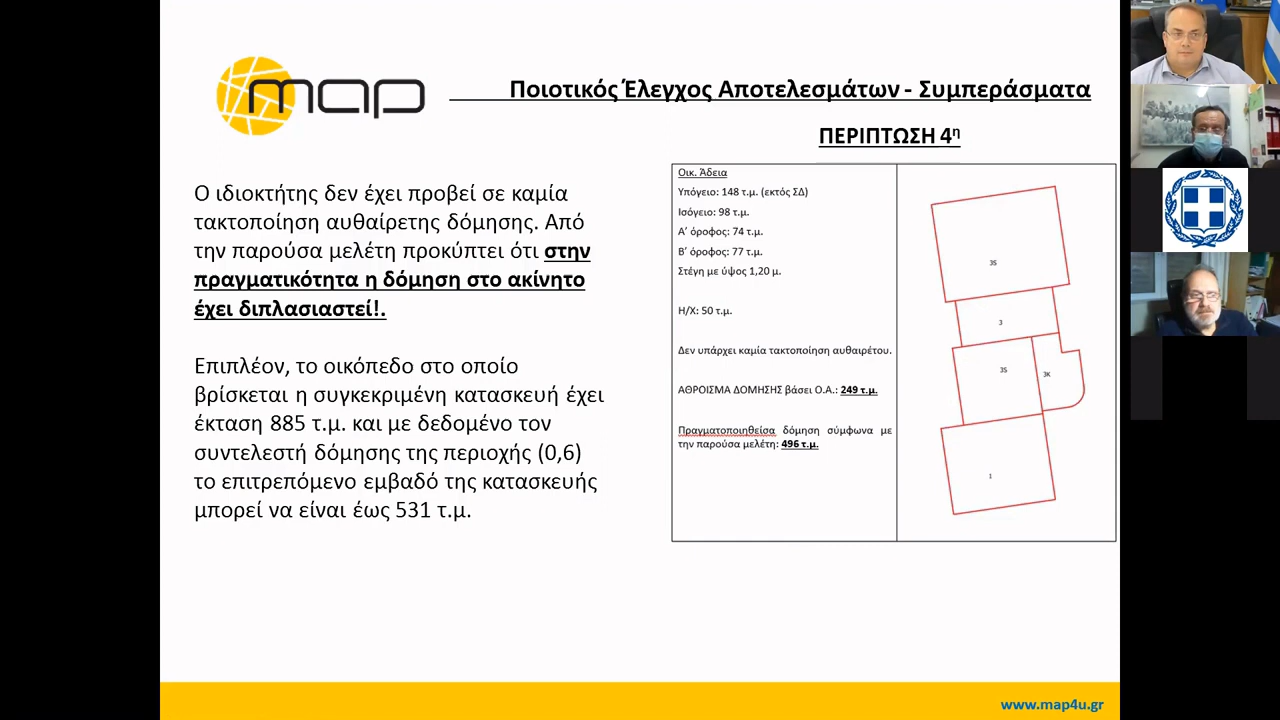 map
Ποιοτικός Έλεγχος Αποτελεσμάτων - Συμπεράσματα
ΠΕΡΙΠΤΩΣΗ 4η
Ο ιδιοκτήτης δεν έχει προβεί σε καμία
τακτοποίηση αυθαίρετης δόμησης. Από
την παρούσα μελέτη προκύπτει ότι στην
πραγματικότητα η δόμηση στο ακίνητο
έχει διπλασιαστεί!.
Επιπλέον, το οικόπεδο στο οποίο
βρίσκεται η συγκεκριμένη κατασκευή έχει
έκταση 885 τ.μ. και με δεδομένο τον
συντελεστή δόμησης της περιοχής (0,6)
το επιτρεπόμενο εμβαδό της κατασκευής
μπορεί να είναι έως 531 τ.μ.
Οικ. Άδεια
Υπόγειο: 148 τ.μ. (εκτός ΣΔ)
Ισόγειο: 98 τ.μ.
Α' όροφος: 74 τ.μ.
Β' όροφος: 77 τ.μ.
Στέγη με ύψος 1,20 μ.
Η/Χ: 50 τ.μ.
Δεν υπάρχει καμία τακτοποίηση αυθαιρέτου.
ΑΘΡΟΙΣΜΑ ΔΟΜΗΣΗΣ βάσει Ο.Α.: 249 τ.μ.
Πραγματοποιηθείσα δόμηση σύμφωνα με
την παρούσα μελέτη: 496 τ.μ.
3S
3
3S
3K
1
www.map4u.gr